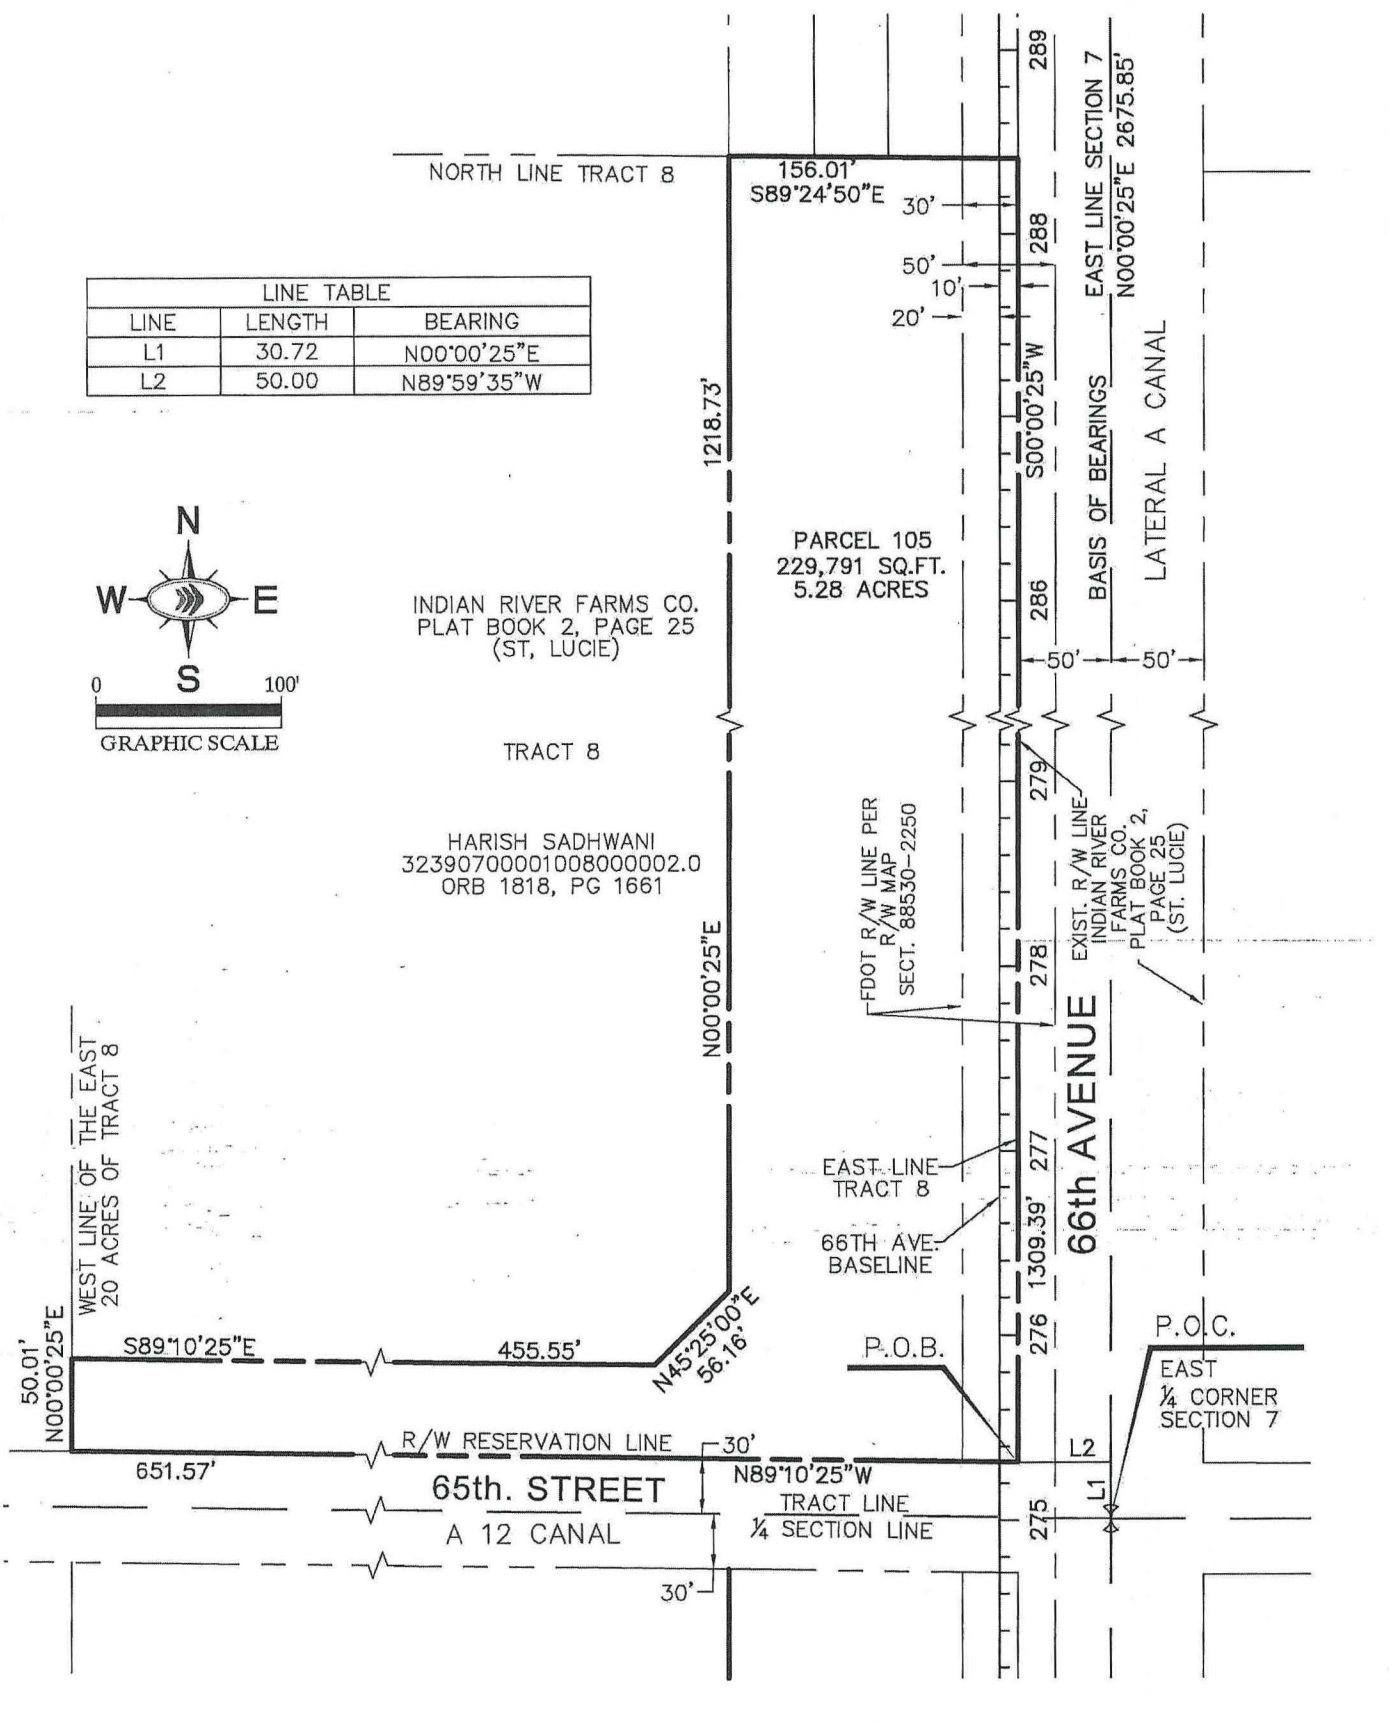 289
EAST LINE SECTION 7
N00°00'25"E 2675.85'
NORTH LINE TRACT 8
156.01'
S89°24'50"E
30'
288
50'
10'
20'
LINE TABLE
LINE LENGTH BEARING
L1 30.72 N00°00'25"E
L2 50.00 N89°59'35"W
1218.73'
S00°00'25"W
BASIS OF BEARINGS
LATERAL A CANAL
N
W E
S
0 100'
GRAPHIC SCALE
PARCEL 105
229,791 SQ.FT.
5.28 ACRES
286
INDIAN RIVER FARMS CO.
PLAT BOOK 2, PAGE 25
(ST, LUCIE)
50' 50'
TRACT 8
279
HARISH SADHWANI
32390700001008000002.0
ORB 1818, PG 1661
FDOT R/W LINE PER
R/W MAP
SECT. 88530-2250
EXIST. R/W LINE
INDIAN RIVER
FARMS CO.
PLAT BOOK 2,
PAGE 25
(ST. LUCIE)
278
N00°00'25"E
66th AVENUE
WEST LINE OF THE EAST
20 ACRES OF TRACT 8
277
EAST LINE
TRACT 8
1309.39'
66TH AVE.
BASELINE
276
50.01'
N00°00'25"E
S89°10'25"E
455.55'
N45°25'00"E
56.16'
P.O.B.
P.O.C.
EAST
¼ CORNER
SECTION 7
R/W RESERVATION LINE
30'
L2
651.57'
65th. STREET
N89°10'25"W
L1
TRACT LINE
¼ SECTION LINE
275
A 12 CANAL
30'